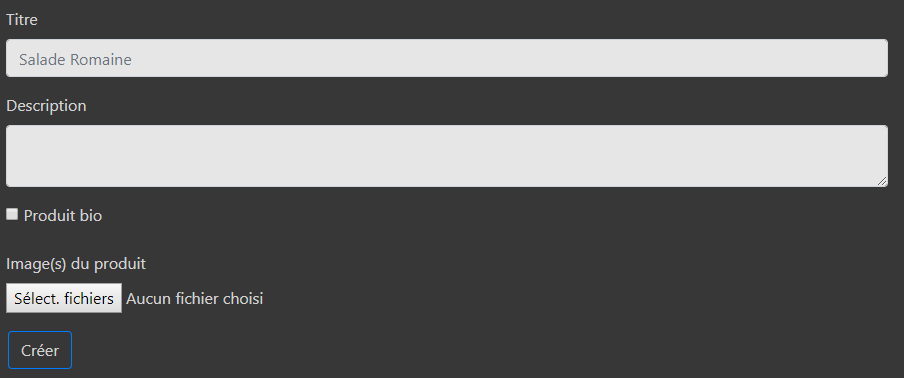 Titre
Salade Romaine
Description
Produit bio
Image(s) du produit
Sélect. fichiers Aucun fichier choisi
Créer